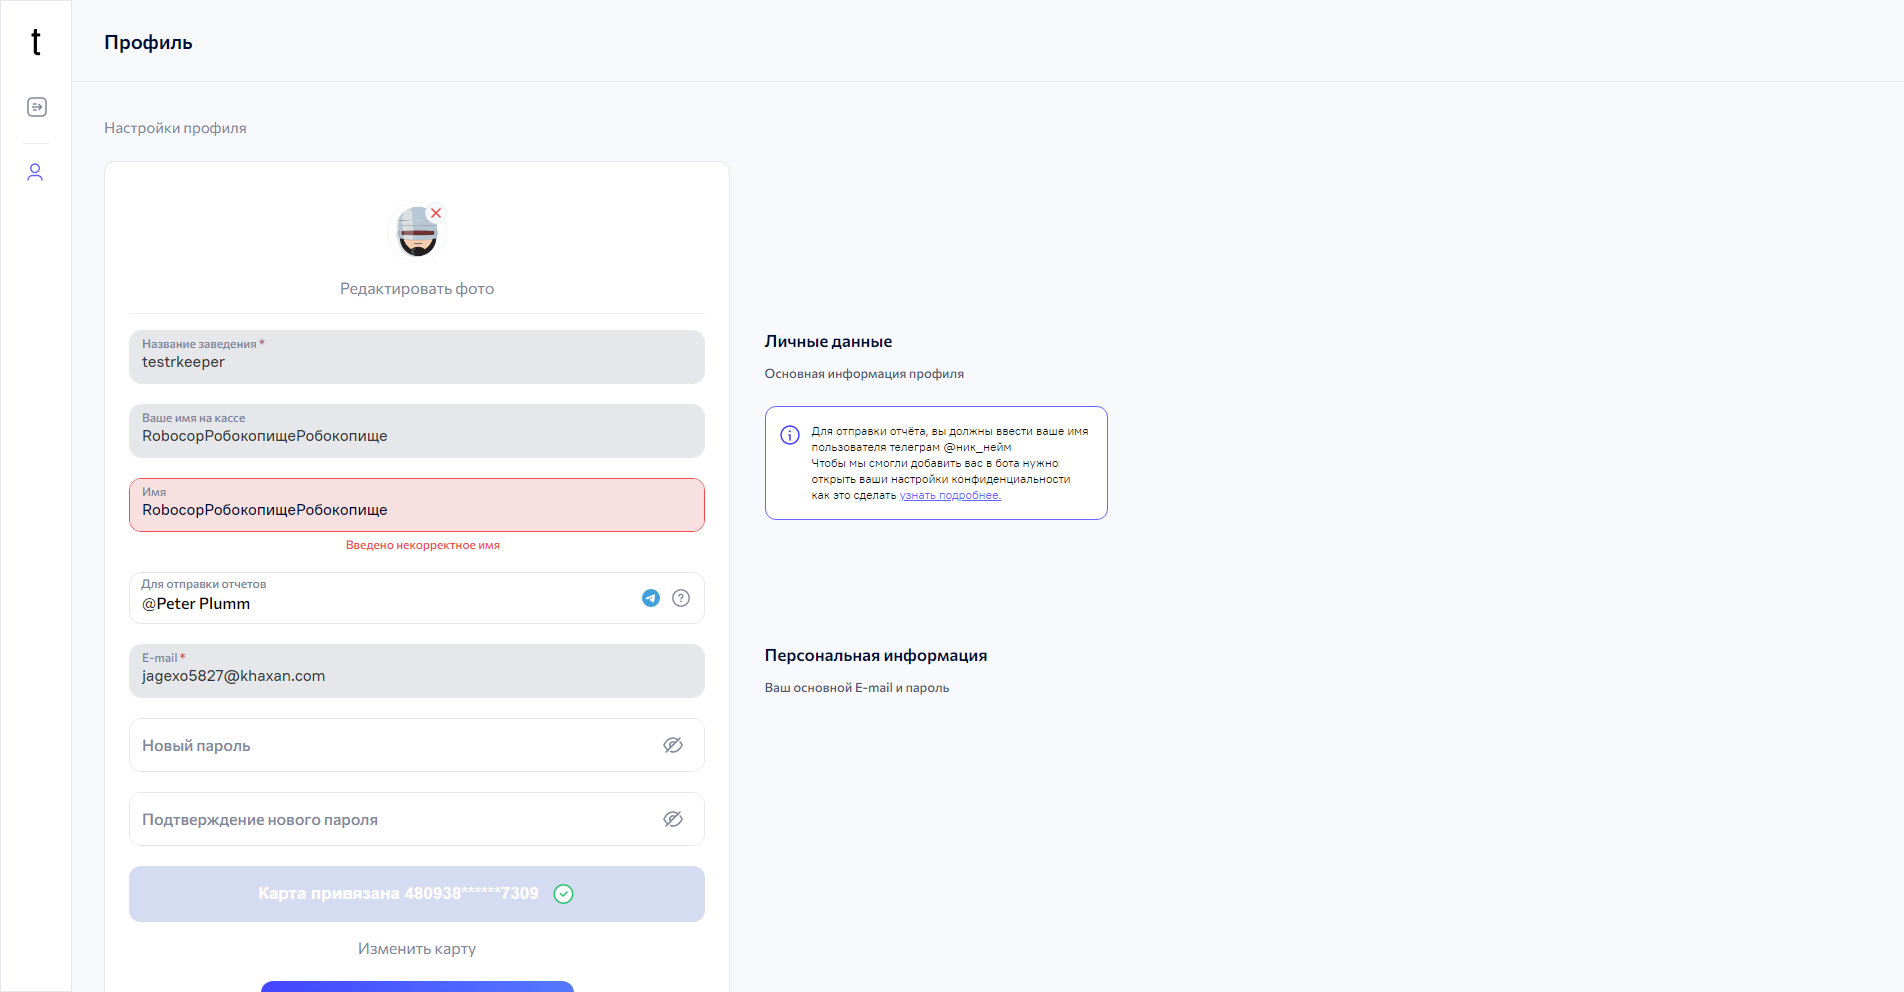 t
Профиль
Настройки профиля
Редактировать фото
Название заведения *
testrkeeper
Ваше имя на кассе
RobocopРобокопищеРобокопище
Имя
RobocopРобокопищеРобокопище
Введено некорректное имя
Для отправки отчетов
@Peter Plumm
E-mail *
jagexo5827@khaxan.com
Новый пароль
Подтверждение нового пароля
Карта привязана 480938******7309
Изменить карту
Личные данные
Основная информация профиля
Для отправки отчёта, вы должны ввести ваше имя
пользователя телеграм @ник_нейм
Чтобы мы смогли добавить вас в бота нужно
открыть ваши настройки конфиденциальности
как это сделать узнать подробнее.
Персональная информация
Ваш основной E-mail и пароль